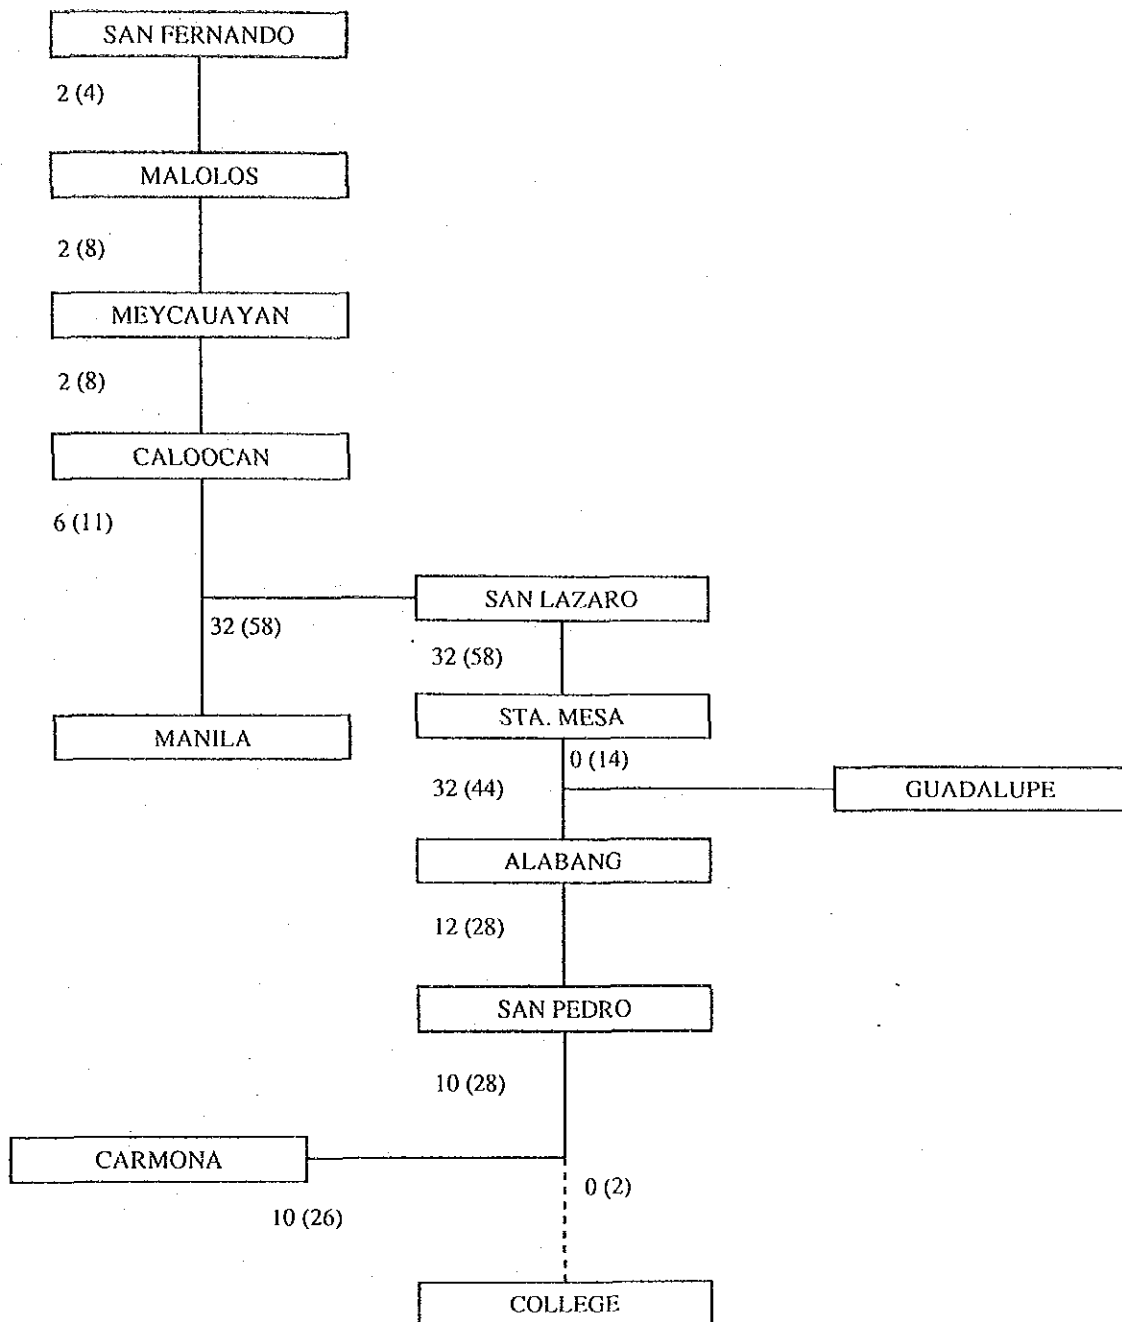 SAN FERNANDO
2 (4)
MALOLOS
2 (8)
MEYCAUAYAN
2 (8)
CALOOCAN
6 (11)
SAN LAZARO
32 (58)
32 (58)
STA. MESA
MANILA
0 (14)
32 (44)
GUADALUPE
ALABANG
12 (28)
SAN PEDRO
10 (28)
CARMONA
0 (2)
10 (26)
COLLEGE